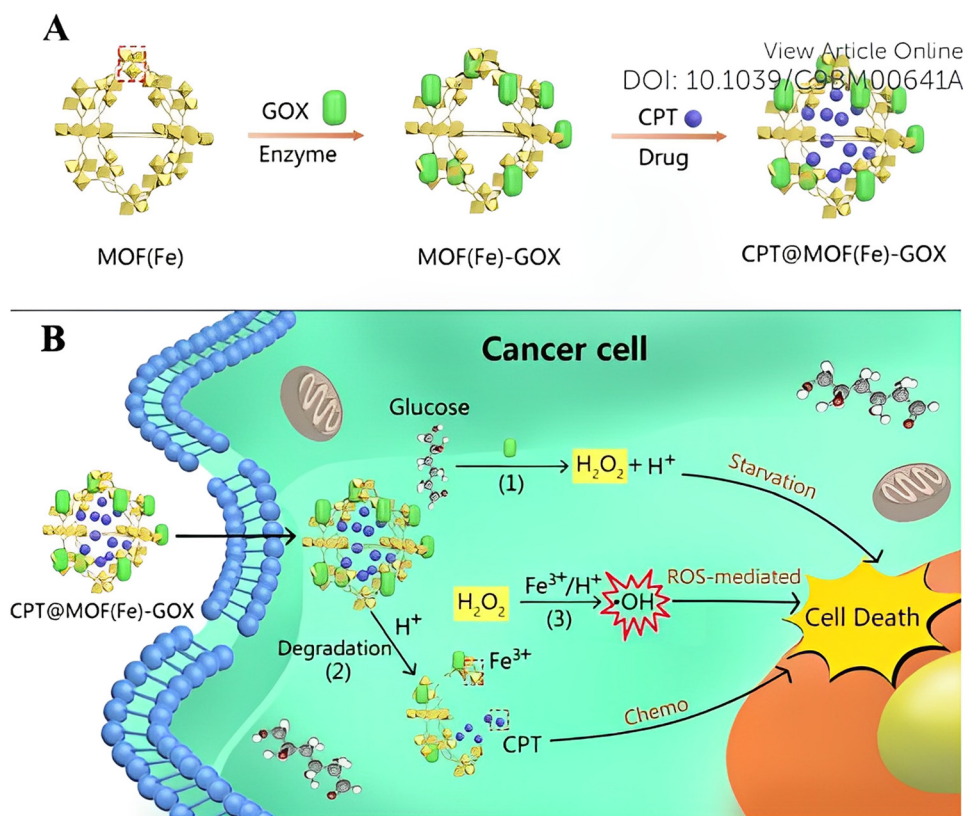 A
View Article Online
DOI: 10.1039/C9BM00641A
GOX
Enzyme
CPT
Drug
MOF(Fe)
MOF(Fe)-GOX
CPT@MOF(Fe)-GOX
B
Cancer cell
Glucose
(1)
H₂O₂ + H⁺
Starvation
CPT@MOF(Fe)-GOX
H₂O₂
Fe³⁺/H⁺
(3)
•OH
ROS-mediated
Cell Death
H⁺
Degradation
(2)
Fe³⁺
CPT
Chemo